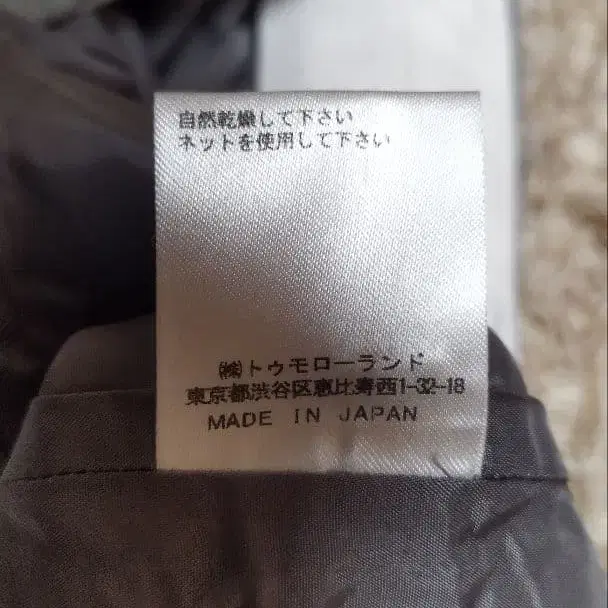 自然乾燥して下さい
ネットを使用して下さい
㈱トゥモローランド
東京都渋谷区恵比寿西1-32-18
MADE IN JAPAN